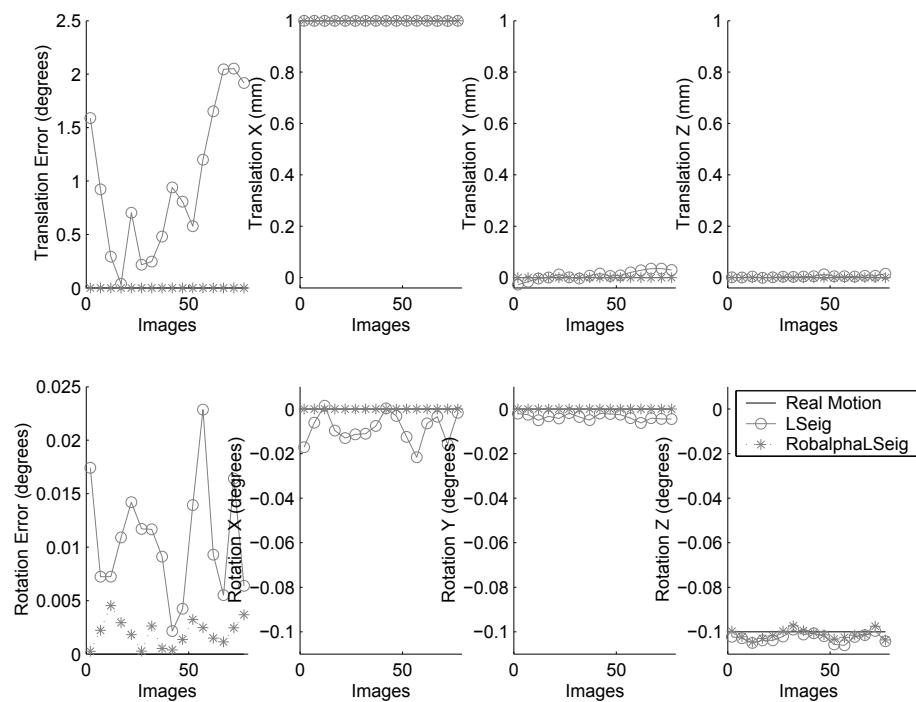 2.5
2
1.5
1
0.5
0
0 50
Images
Translation Error (degrees)
1
0.8
0.6
0.4
0.2
0
0 50
Images
Translation X (mm)
1
0.8
0.6
0.4
0.2
0
0 50
Images
Translation Y (mm)
1
0.8
0.6
0.4
0.2
0
0 50
Images
Translation Z (mm)
0.025
0.02
0.015
0.01
0.005
0
0 50
Images
Rotation Error (degrees)
0
−0.02
−0.04
−0.06
−0.08
−0.1
0 50
Images
Rotation X (degrees)
0
−0.02
−0.04
−0.06
−0.08
−0.1
0 50
Images
Rotation Y (degrees)
0
−0.02
−0.04
−0.06
−0.08
−0.1
0 50
Images
Rotation Z (degrees)
Real Motion
LSeig
RobalphaLSeig